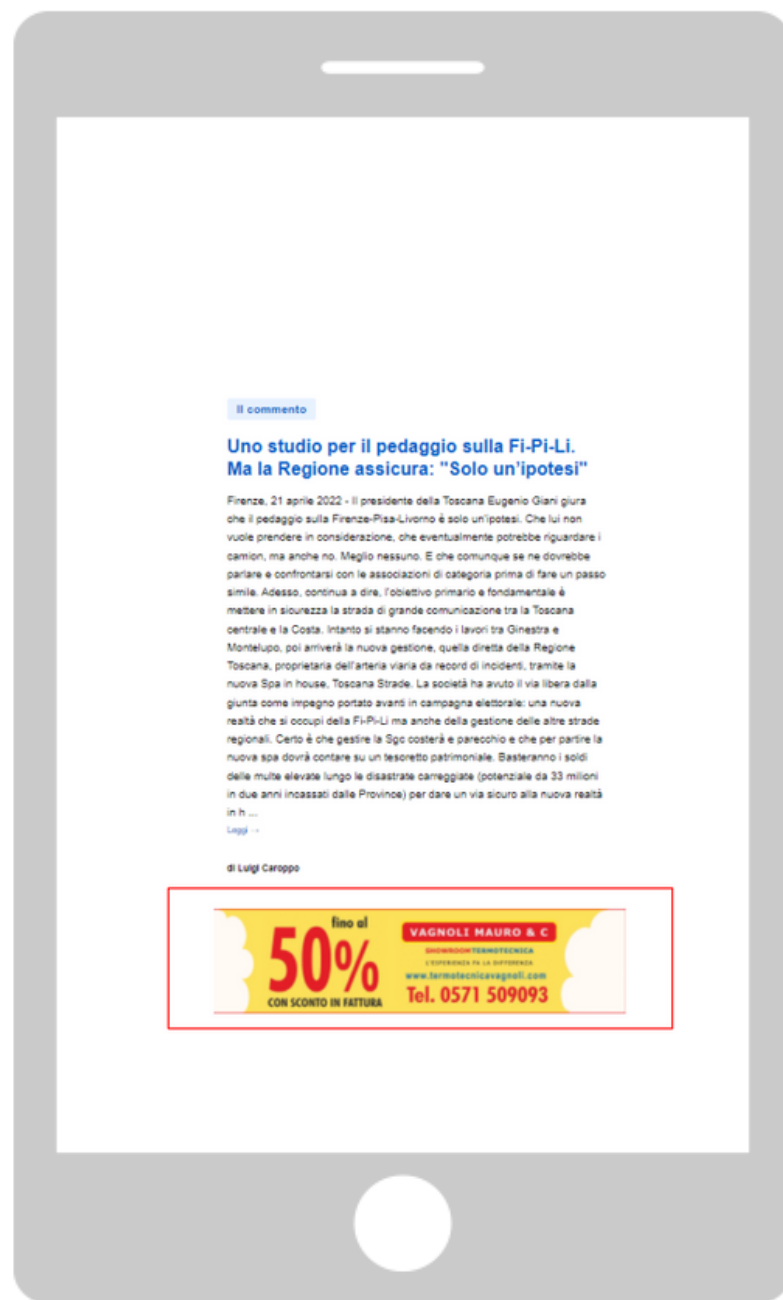 Il commento
Uno studio per il pedaggio sulla Fi-Pi-Li.
Ma la Regione assicura: "Solo un'ipotesi"
Firenze, 21 aprile 2022 - Il presidente della Toscana Eugenio Giani giura
che il pedaggio sulla Firenze-Pisa-Livorno è solo un'ipotesi. Che lui non
vuole prendere in considerazione, che eventualmente potrebbe riguardare i
camion, ma anche no. Meglio nessuno. E che comunque se ne dovrebbe
parlare e confrontarsi con le associazioni di categoria prima di fare un passo
simile. Adesso, continua a dire, l'obiettivo primario e fondamentale è
mettere in sicurezza la strada di grande comunicazione tra la Toscana
centrale e la Costa. Intanto si stanno facendo i lavori tra Ginestra e
Montelupo, poi arriverà la nuova gestione, quella diretta della Regione
Toscana, proprietaria dell'arteria viaria da record di incidenti, tramite la
nuova Spa in house, Toscana Strade. La società ha avuto il via libera dalla
giunta come impegno portato avanti in campagna elettorale: una nuova
realtà che si occupi della Fi-Pi-Li ma anche della gestione delle altre strade
regionali. Certo è che gestire la Sgc costerà e parecchio e che per partire la
nuova spa dovrà contare su un tesoretto patrimoniale. Basteranno i soldi
delle multe elevate lungo le disastrate carreggiate (potenziale da 33 milioni
in due anni incassati dalle Province) per dare un via sicuro alla nuova realtà
in h ...
Leggi →
di Luigi Caroppo
fino al
50%
CON SCONTO IN FATTURA
VAGNOLI MAURO & C
SHOWROOM TERMOTECNICA
L'ESPERIENZA FA LA DIFFERENZA
www.termotecnicavagnoli.com
Tel. 0571 509093